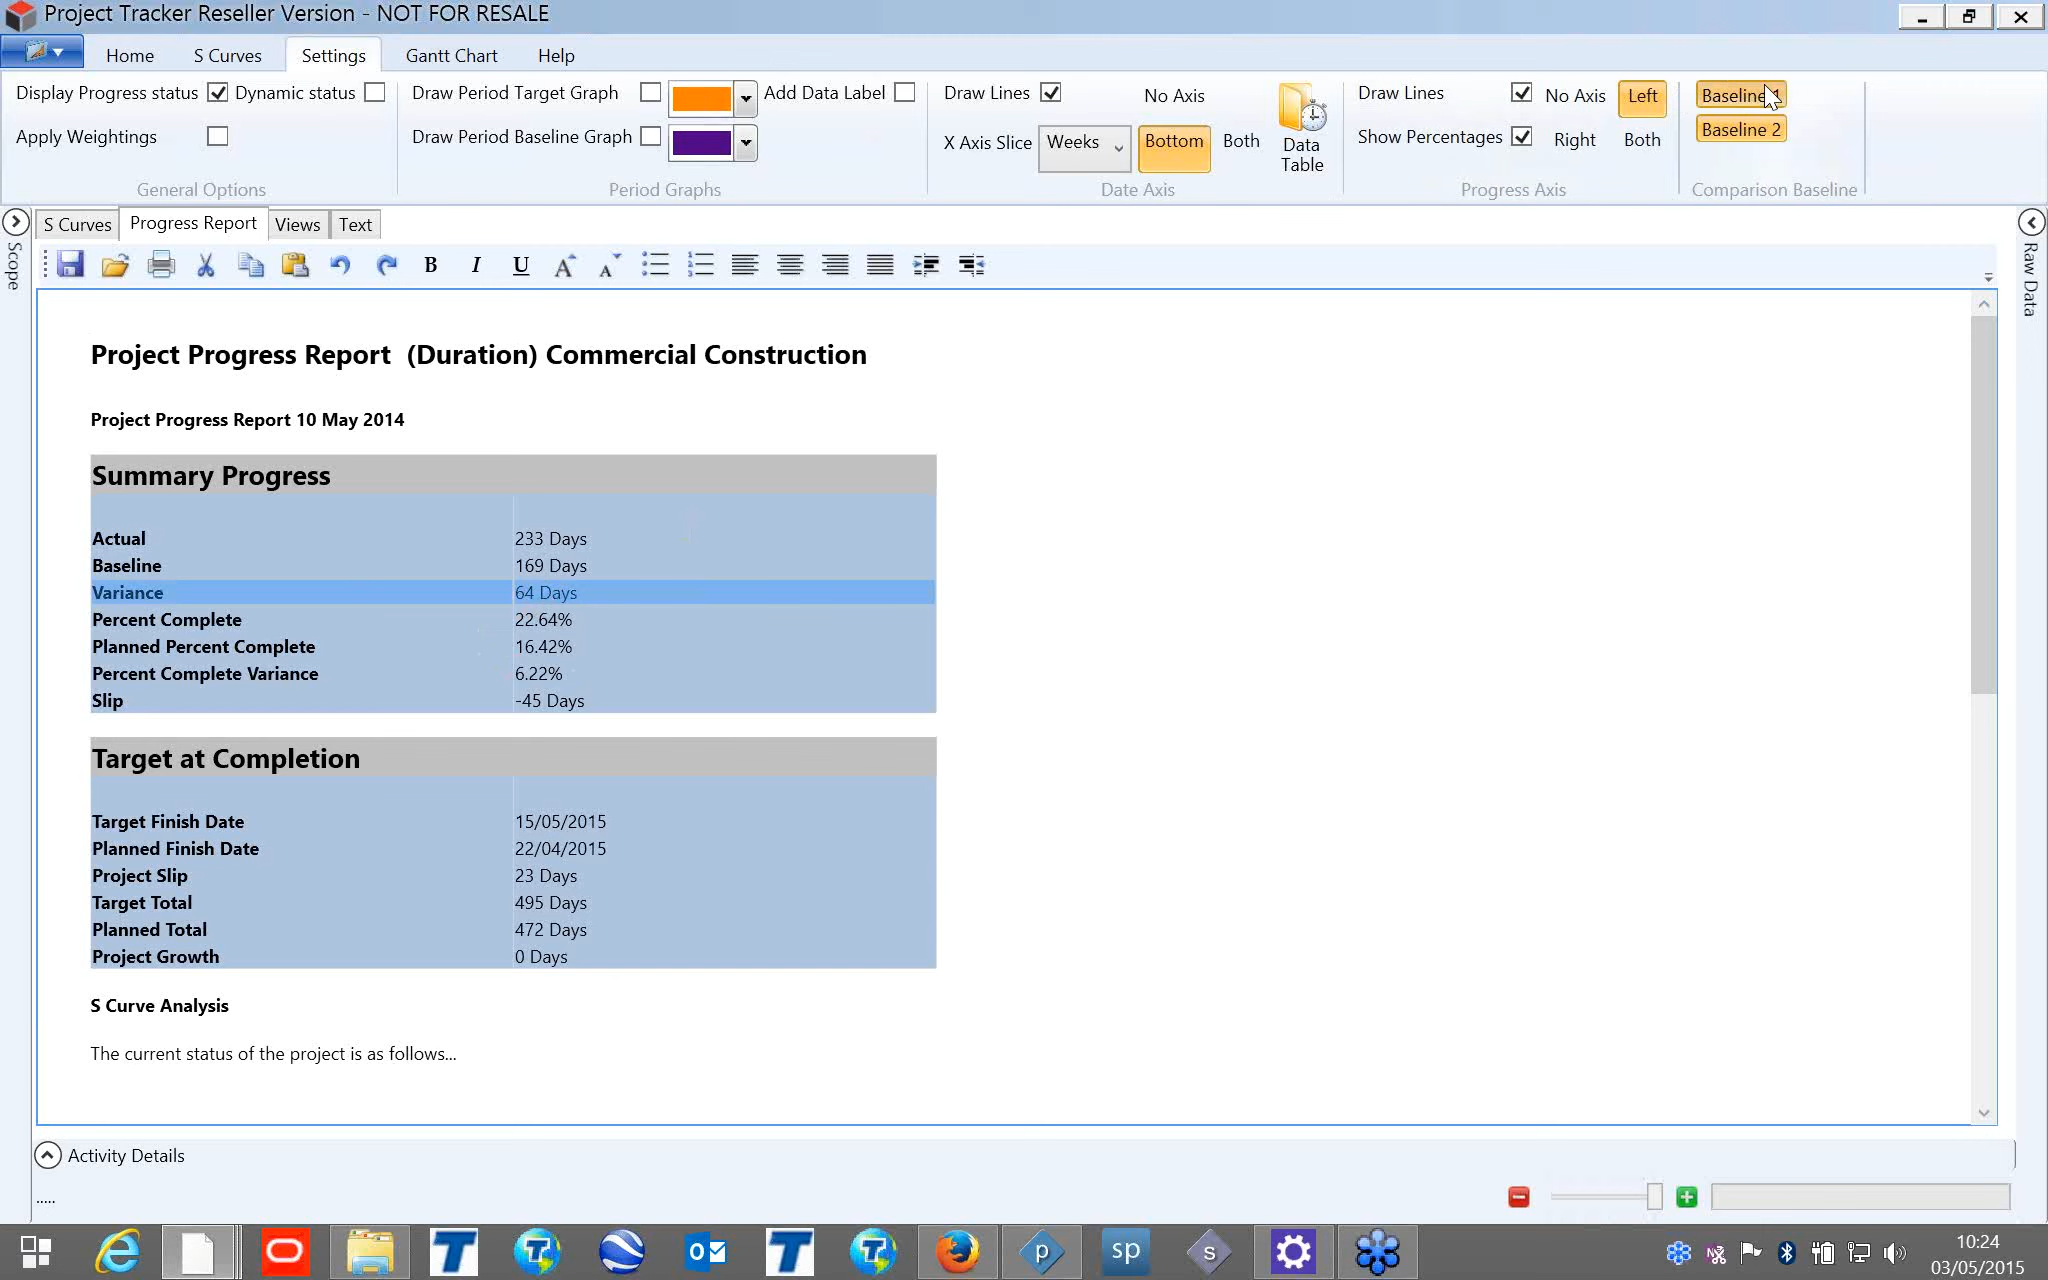 Project Tracker Reseller Version - NOT FOR RESALE
Home S Curves Settings Gantt Chart Help
Display Progress status Dynamic status Draw Period Target Graph Add Data Label Draw Lines No Axis Draw Lines No Axis Left Baseline 1
Apply Weightings Draw Period Baseline Graph X Axis Slice Weeks Bottom Both Data Table Show Percentages Right Both Baseline 2
General Options Period Graphs Date Axis Progress Axis Comparison Baseline
S Curves Progress Report Views Text
Scope
Raw Data
B I U A A
Project Progress Report (Duration) Commercial Construction
Project Progress Report 10 May 2014
Summary Progress
Actual 233 Days
Baseline 169 Days
Variance 64 Days
Percent Complete 22.64%
Planned Percent Complete 16.42%
Percent Complete Variance 6.22%
Slip -45 Days
Target at Completion
Target Finish Date 15/05/2015
Planned Finish Date 22/04/2015
Project Slip 23 Days
Target Total 495 Days
Planned Total 472 Days
Project Growth 0 Days
S Curve Analysis
The current status of the project is as follows...
Activity Details
.....
p sp s
10:24
03/05/2015